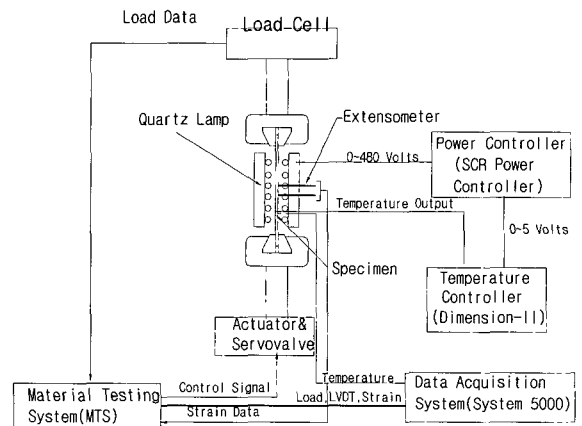 Load Data
Load Cell
Extensometer
Quartz Lamp
0~480 Volts
Power Controller
(SCR Power
Controller)
Temperature Output
0~5 Volts
Specimen
Temperature
Controller
(Dimension-II)
Actuator&
Servovalve
Temperature
Control Signal
Load,LVDT,Strain
Data Acquisition
System(System 5000)
Material Testing
System(MTS)
Strain Data